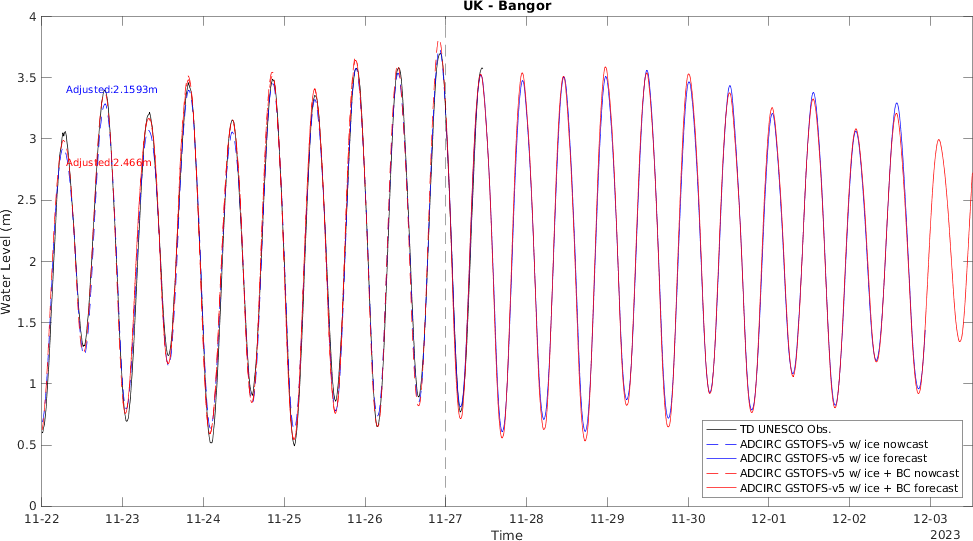 UK - Bangor
4
3.5
3
2.5
2
1.5
1
0.5
0
Water Level (m)
Adjusted:2.1593m
Adjusted:2.466m
TD UNESCO Obs.
ADCIRC GSTOFS-v5 w/ ice nowcast
ADCIRC GSTOFS-v5 w/ ice forecast
ADCIRC GSTOFS-v5 w/ ice + BC nowcast
ADCIRC GSTOFS-v5 w/ ice + BC forecast
11-22 11-23 11-24 11-25 11-26 11-27 11-28 11-29 11-30 12-01 12-02 12-03
Time
2023